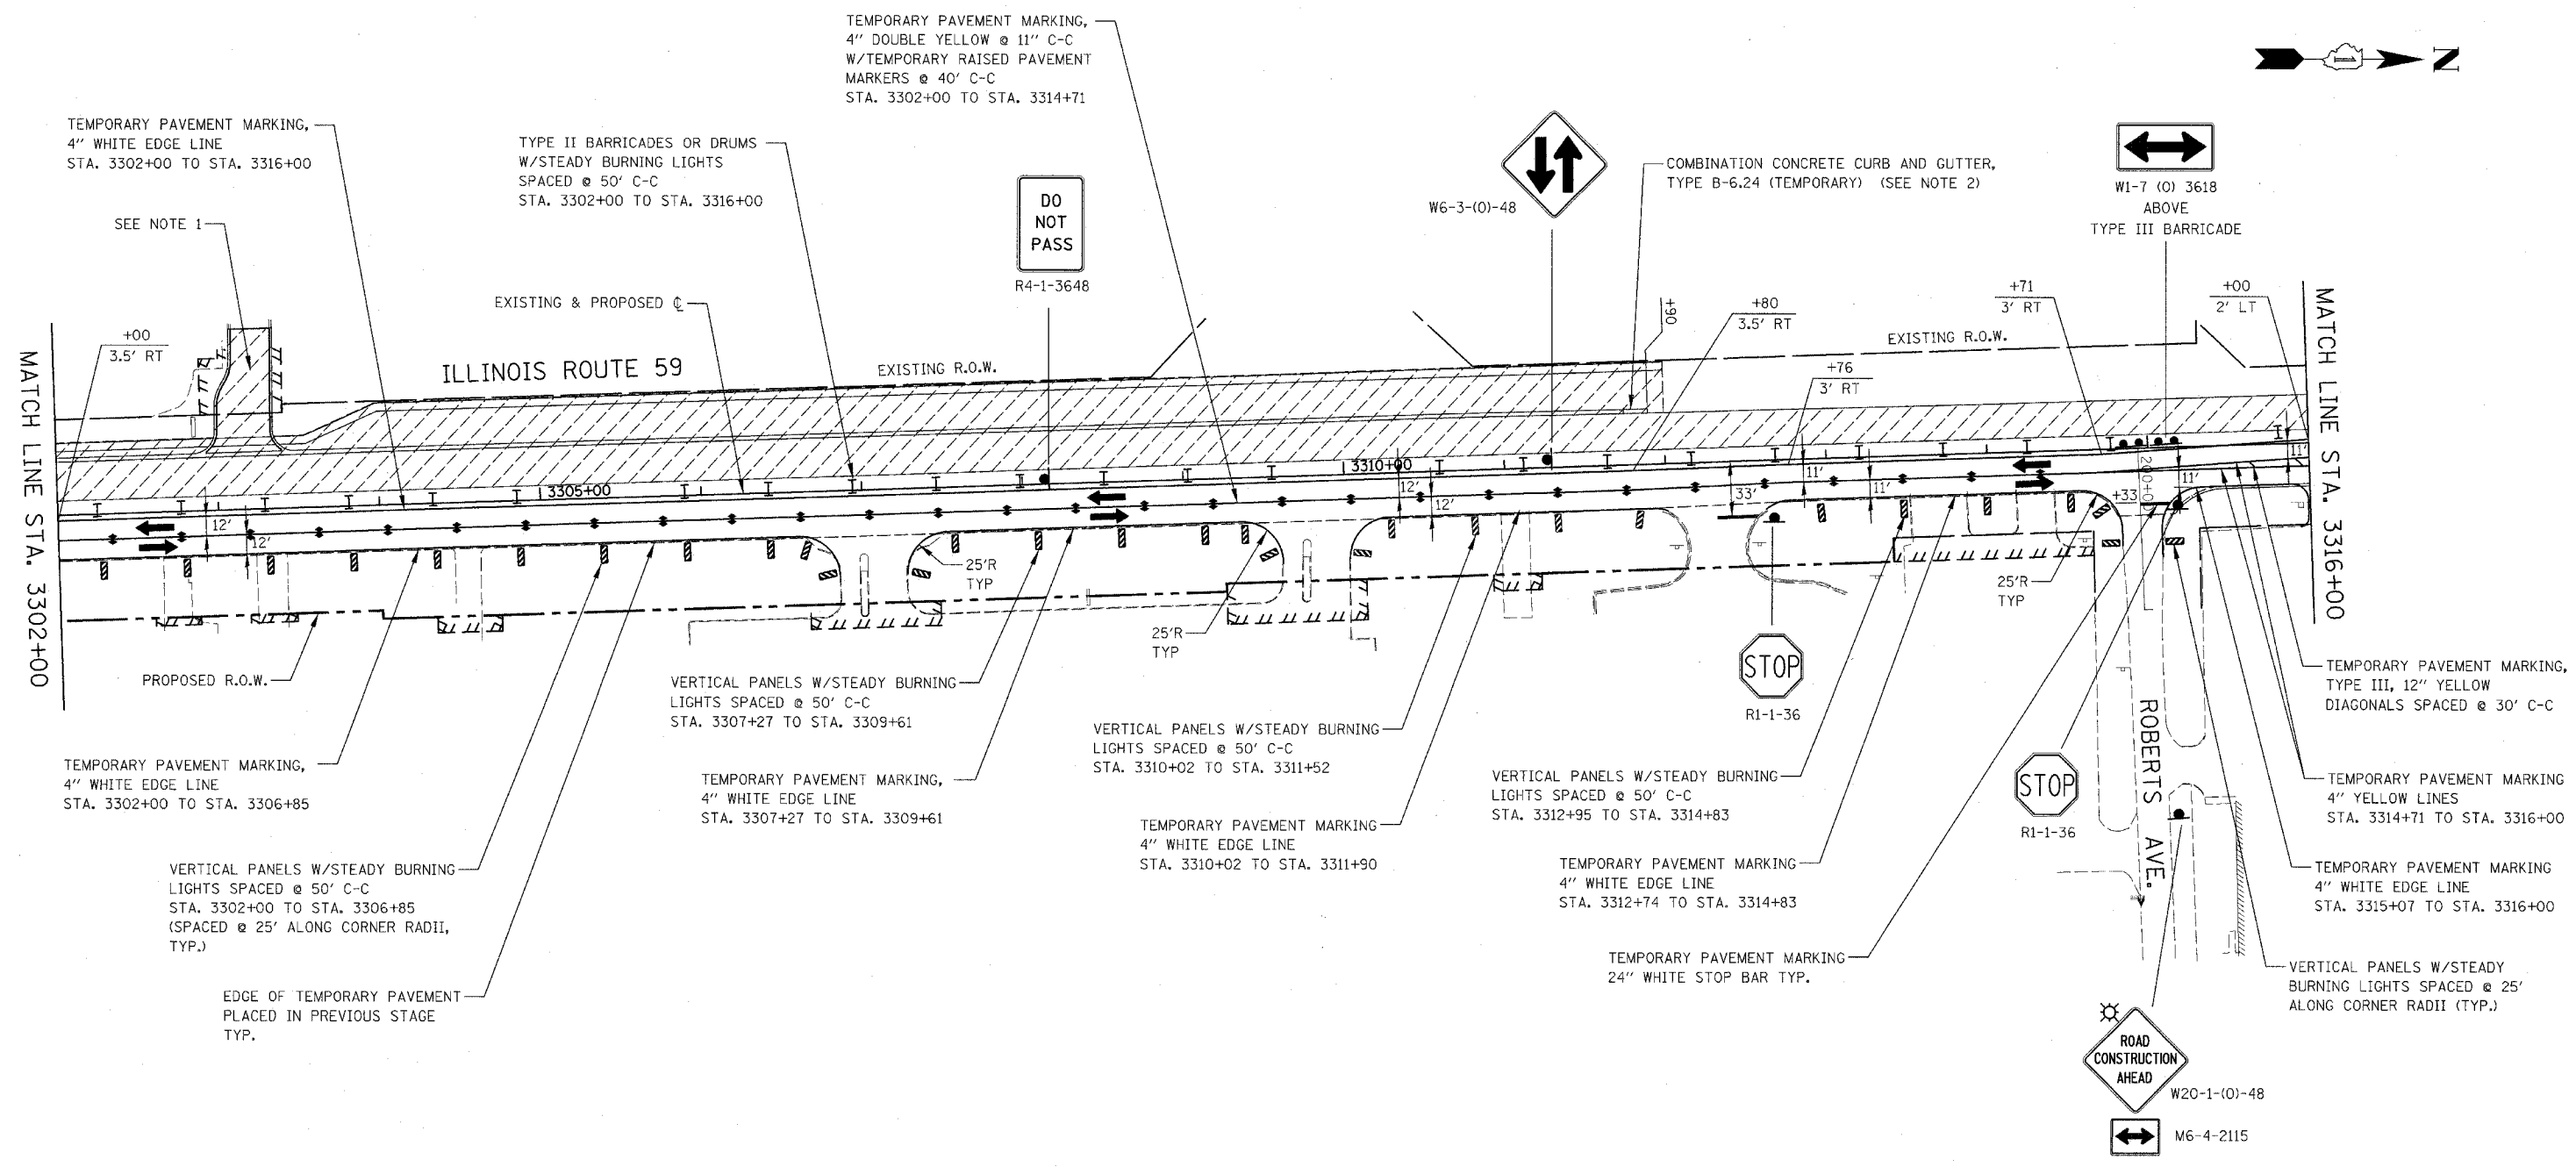 TEMPORARY PAVEMENT MARKING,
4" DOUBLE YELLOW @ 11" C-C
W/TEMPORARY RAISED PAVEMENT
MARKERS @ 40' C-C
STA. 3302+00 TO STA. 3314+71
N
TEMPORARY PAVEMENT MARKING,
4" WHITE EDGE LINE
STA. 3302+00 TO STA. 3316+00
TYPE II BARRICADES OR DRUMS
W/STEADY BURNING LIGHTS
SPACED @ 50' C-C
STA. 3302+00 TO STA. 3316+00
SEE NOTE 1
DO
NOT
PASS
R4-1-3648
W6-3-(O)-48
COMBINATION CONCRETE CURB AND GUTTER,
TYPE B-6.24 (TEMPORARY) (SEE NOTE 2)
W1-7 (O) 3618
ABOVE
TYPE III BARRICADE
EXISTING & PROPOSED ℄
+00
3.5' RT
ILLINOIS ROUTE 59
EXISTING R.O.W.
+90
+80
3.5' RT
+76
3' RT
+71
3' RT
EXISTING R.O.W.
+00
2' LT
MATCH LINE STA. 3302+00
MATCH LINE STA. 3316+00
3305+00
3310+00
12'
12'
12'
12'
33'
11'
11'
11'
11'
+33
20+00
25'R
TYP
25'R
TYP
25'R
TYP
PROPOSED R.O.W.
STOP
R1-1-36
STOP
R1-1-36
ROBERTS AVE.
TEMPORARY PAVEMENT MARKING,
4" WHITE EDGE LINE
STA. 3302+00 TO STA. 3306+85
VERTICAL PANELS W/STEADY BURNING
LIGHTS SPACED @ 50' C-C
STA. 3302+00 TO STA. 3306+85
(SPACED @ 25' ALONG CORNER RADII,
TYP.)
EDGE OF TEMPORARY PAVEMENT
PLACED IN PREVIOUS STAGE
TYP.
VERTICAL PANELS W/STEADY BURNING
LIGHTS SPACED @ 50' C-C
STA. 3307+27 TO STA. 3309+61
TEMPORARY PAVEMENT MARKING,
4" WHITE EDGE LINE
STA. 3307+27 TO STA. 3309+61
VERTICAL PANELS W/STEADY BURNING
LIGHTS SPACED @ 50' C-C
STA. 3310+02 TO STA. 3311+52
TEMPORARY PAVEMENT MARKING
4" WHITE EDGE LINE
STA. 3310+02 TO STA. 3311+90
VERTICAL PANELS W/STEADY BURNING
LIGHTS SPACED @ 50' C-C
STA. 3312+95 TO STA. 3314+83
TEMPORARY PAVEMENT MARKING
4" WHITE EDGE LINE
STA. 3312+74 TO STA. 3314+83
TEMPORARY PAVEMENT MARKING
24" WHITE STOP BAR TYP.
TEMPORARY PAVEMENT MARKING,
TYPE III, 12" YELLOW
DIAGONALS SPACED @ 30' C-C
TEMPORARY PAVEMENT MARKING
4" YELLOW LINES
STA. 3314+71 TO STA. 3316+00
TEMPORARY PAVEMENT MARKING
4" WHITE EDGE LINE
STA. 3315+07 TO STA. 3316+00
VERTICAL PANELS W/STEADY
BURNING LIGHTS SPACED @ 25'
ALONG CORNER RADII (TYP.)
ROAD
CONSTRUCTION
AHEAD
W20-1-(O)-48
M6-4-2115